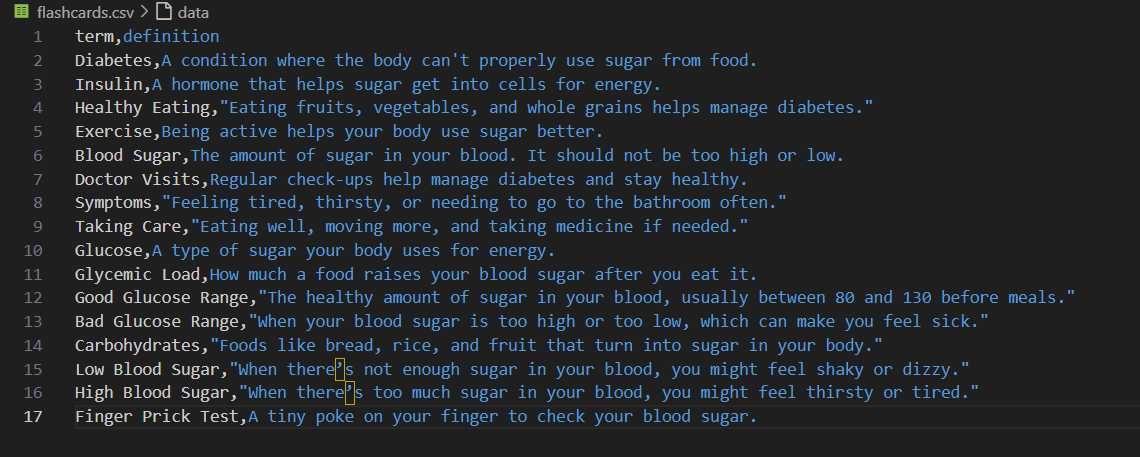 flashcards.csv > data
1 term,definition
2 Diabetes,A condition where the body can't properly use sugar from food.
3 Insulin,A hormone that helps sugar get into cells for energy.
4 Healthy Eating,"Eating fruits, vegetables, and whole grains helps manage diabetes."
5 Exercise,Being active helps your body use sugar better.
6 Blood Sugar,The amount of sugar in your blood. It should not be too high or low.
7 Doctor Visits,Regular check-ups help manage diabetes and stay healthy.
8 Symptoms,"Feeling tired, thirsty, or needing to go to the bathroom often."
9 Taking Care,"Eating well, moving more, and taking medicine if needed."
10 Glucose,A type of sugar your body uses for energy.
11 Glycemic Load,How much a food raises your blood sugar after you eat it.
12 Good Glucose Range,"The healthy amount of sugar in your blood, usually between 80 and 130 before meals."
13 Bad Glucose Range,"When your blood sugar is too high or too low, which can make you feel sick."
14 Carbohydrates,"Foods like bread, rice, and fruit that turn into sugar in your body."
15 Low Blood Sugar,"When there’s not enough sugar in your blood, you might feel shaky or dizzy."
16 High Blood Sugar,"When there’s too much sugar in your blood, you might feel thirsty or tired."
17 Finger Prick Test,A tiny poke on your finger to check your blood sugar.